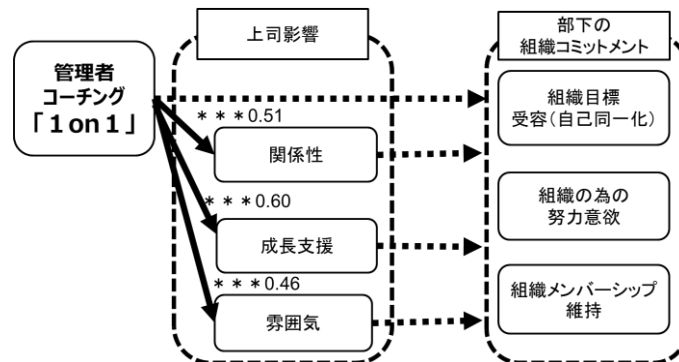 管理者
コーチング
「１on１」
上司影響
＊＊＊0.51
関係性
＊＊＊0.60
成長支援
＊＊＊0.46
雰囲気
部下の
組織コミットメント
組織目標
受容(自己同一化)
組織の為の
努力意欲
組織メンバーシップ
維持